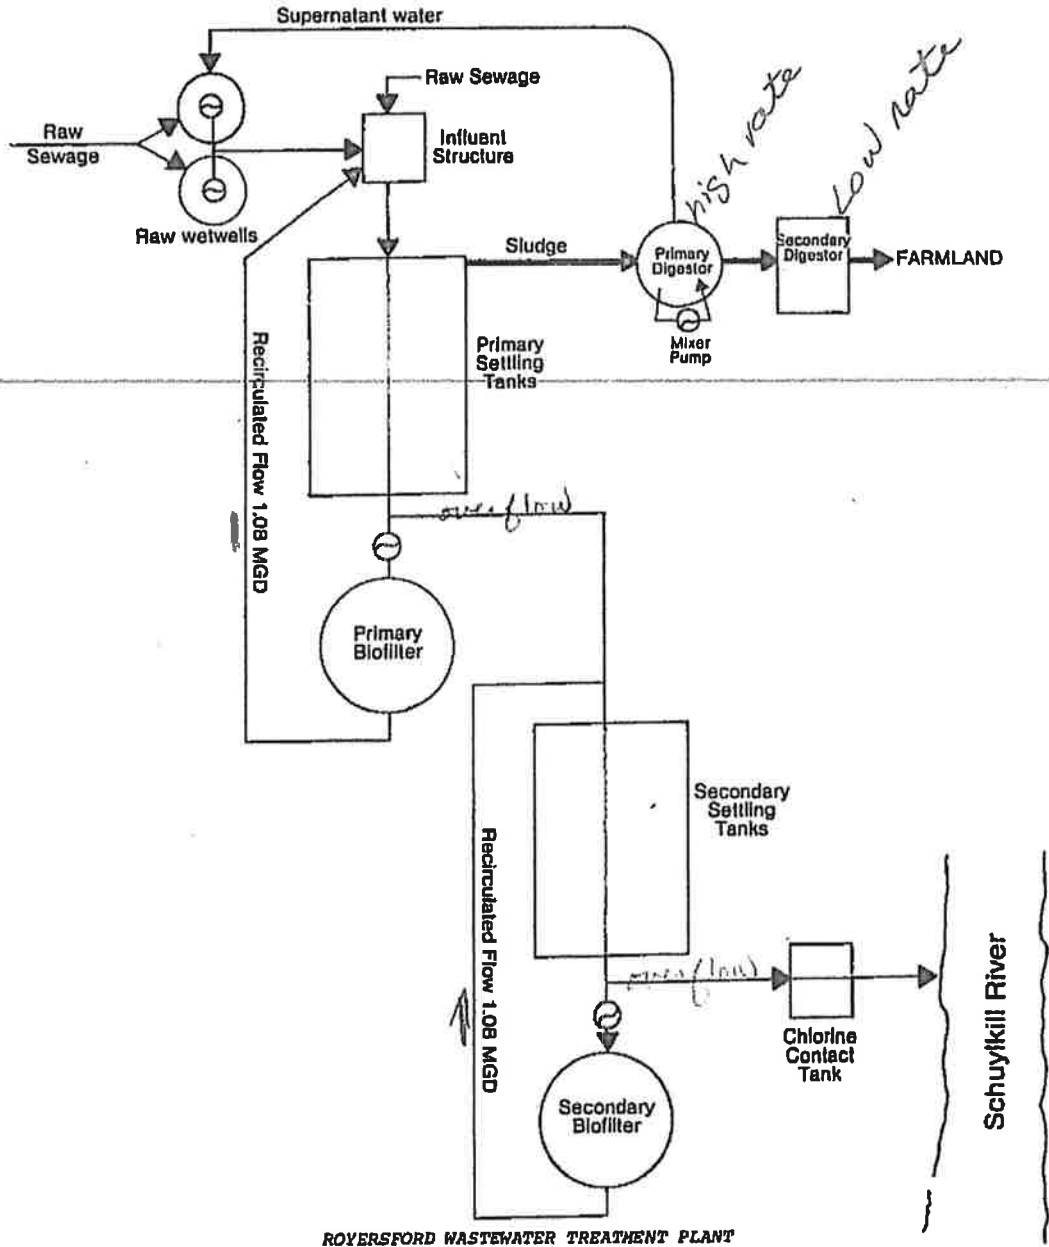 Supernatant water
Raw Sewage
high rate
Low rate
Raw
Sewage
Influent
Structure
Raw wetwells
Sludge
Primary
Digestor
Secondary
Digestor
FARMLAND
Mixer
Pump
Primary
Settling
Tanks
Recirculated Flow 1.08 MGD
overflow
Primary
Biofilter
Secondary
Settling
Tanks
Recirculated Flow 1.08 MGD
overflow
Chlorine
Contact
Tank
Schuylkill River
Secondary
Biofilter
ROYERSFORD WASTEWATER TREATMENT PLANT